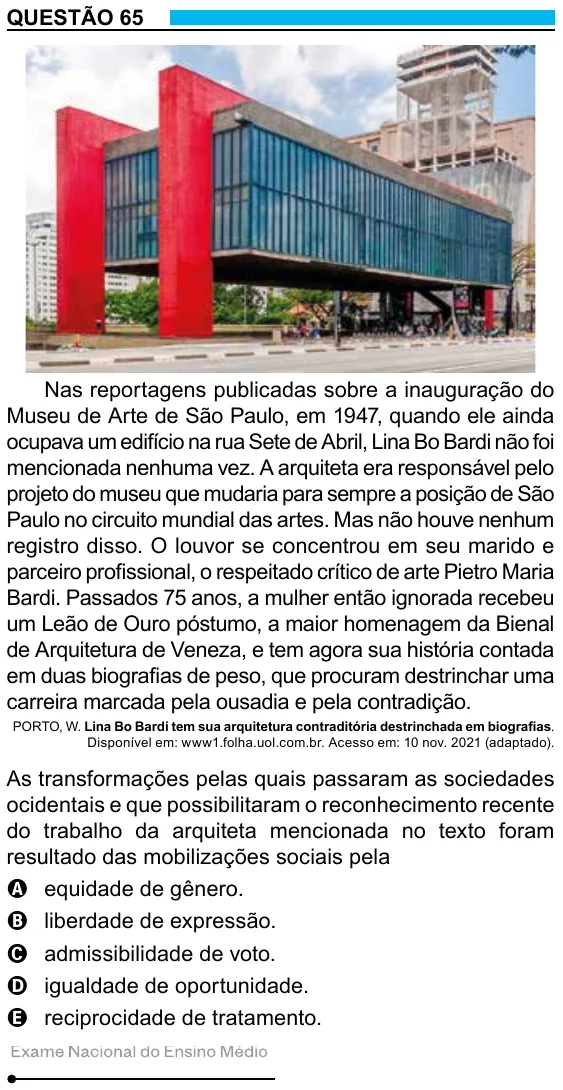 QUESTÃO 65
Nas reportagens publicadas sobre a inauguração do
Museu de Arte de São Paulo, em 1947, quando ele ainda
ocupava um edifício na rua Sete de Abril, Lina Bo Bardi não foi
mencionada nenhuma vez. A arquiteta era responsável pelo
projeto do museu que mudaria para sempre a posição de São
Paulo no circuito mundial das artes. Mas não houve nenhum
registro disso. O louvor se concentrou em seu marido e
parceiro profissional, o respeitado crítico de arte Pietro Maria
Bardi. Passados 75 anos, a mulher então ignorada recebeu
um Leão de Ouro póstumo, a maior homenagem da Bienal
de Arquitetura de Veneza, e tem agora sua história contada
em duas biografias de peso, que procuram destrinchar uma
carreira marcada pela ousadia e pela contradição.
PORTO, W. Lina Bo Bardi tem sua arquitetura contraditória destrinchada em biografias.
Disponível em: www1.folha.uol.com.br. Acesso em: 10 nov. 2021 (adaptado).
As transformações pelas quais passaram as sociedades
ocidentais e que possibilitaram o reconhecimento recente
do trabalho da arquiteta mencionada no texto foram
resultado das mobilizações sociais pela
A equidade de gênero.
B liberdade de expressão.
C admissibilidade de voto.
D igualdade de oportunidade.
E reciprocidade de tratamento.
Exame Nacional do Ensino Médio